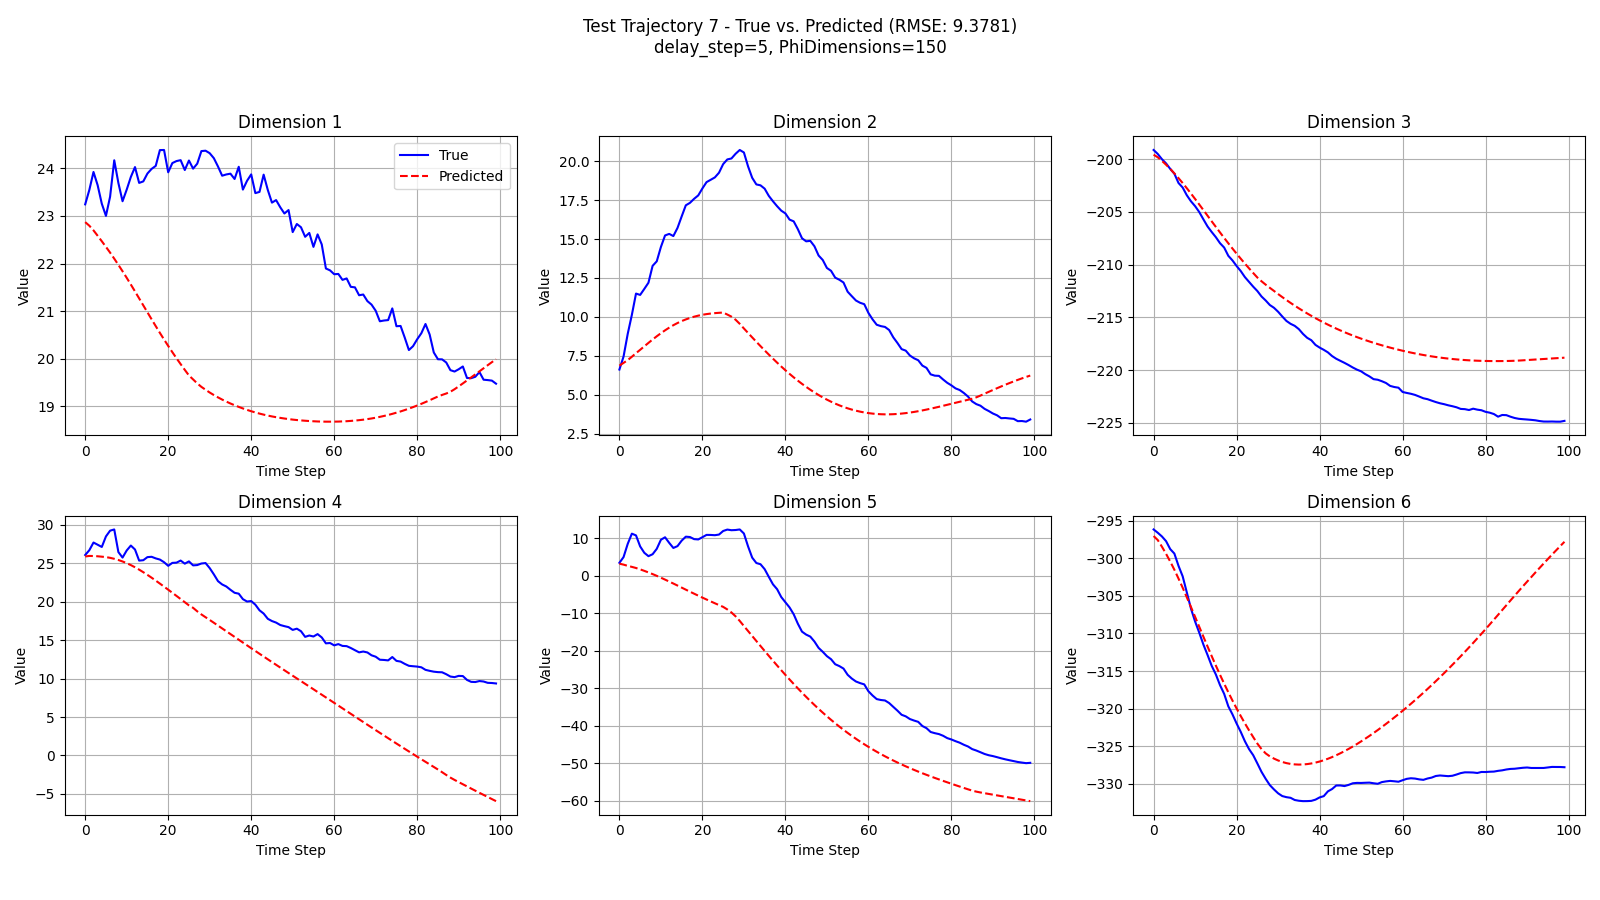 Test Trajectory 7 - True vs. Predicted (RMSE: 9.3781)
delay_step=5, PhiDimensions=150
Dimension 1
24
23
22
21
20
19
Value
0 20 40 60 80 100
Time Step
True
Predicted
Dimension 2
20.0
17.5
15.0
12.5
10.0
7.5
5.0
2.5
Value
0 20 40 60 80 100
Time Step
Dimension 3
−200
−205
−210
−215
−220
−225
Value
0 20 40 60 80 100
Time Step
Dimension 4
30
25
20
15
10
5
0
−5
Value
0 20 40 60 80 100
Time Step
Dimension 5
10
0
−10
−20
−30
−40
−50
−60
Value
0 20 40 60 80 100
Time Step
Dimension 6
−295
−300
−305
−310
−315
−320
−325
−330
Value
0 20 40 60 80 100
Time Step